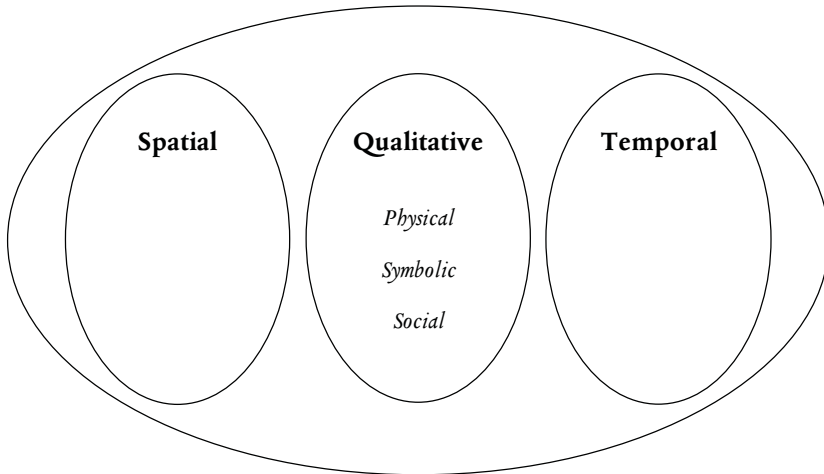 Spatial
Qualitative
Physical
Symbolic
Social
Temporal